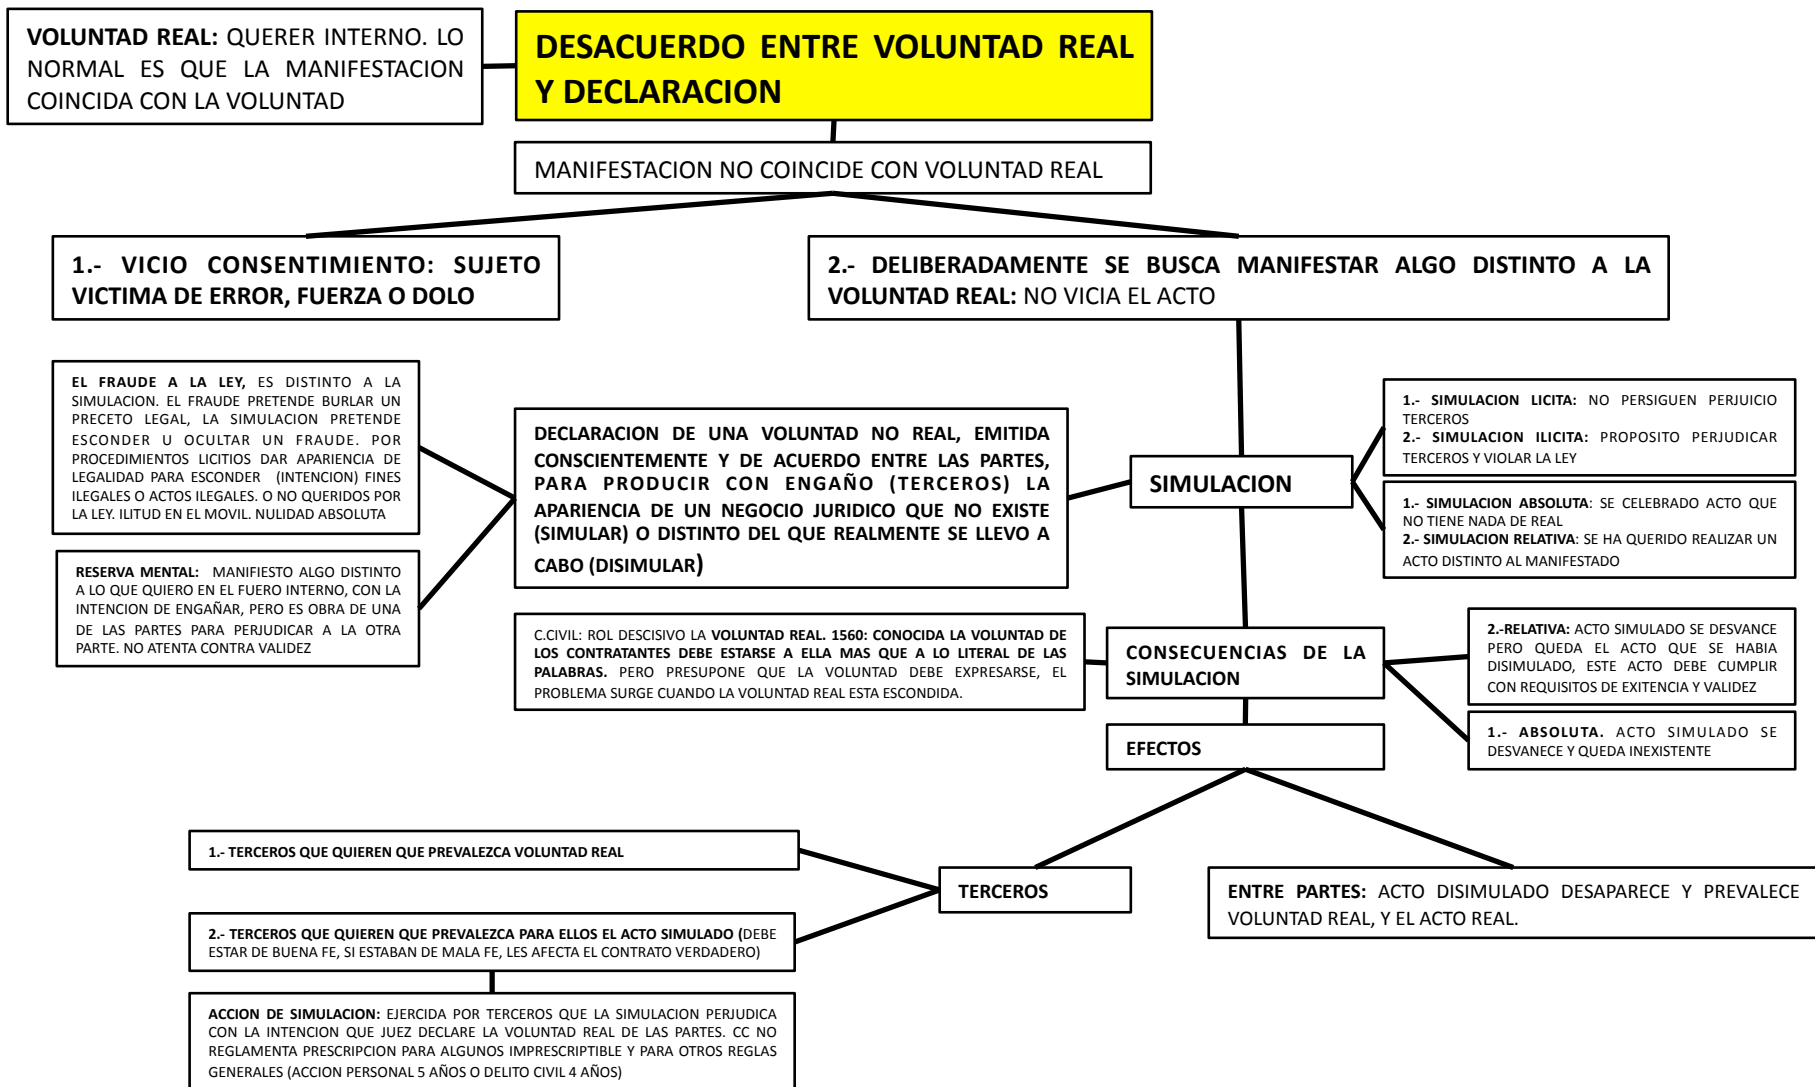 VOLUNTAD REAL: QUERER INTERNO. LO
NORMAL ES QUE LA MANIFESTACION
COINCIDA CON LA VOLUNTAD
DESACUERDO ENTRE VOLUNTAD REAL
Y DECLARACION
MANIFESTACION NO COINCIDE CON VOLUNTAD REAL
1.- VICIO CONSENTIMIENTO: SUJETO
VICTIMA DE ERROR, FUERZA O DOLO
2.- DELIBERADAMENTE SE BUSCA MANIFESTAR ALGO DISTINTO A LA
VOLUNTAD REAL: NO VICIA EL ACTO
EL FRAUDE A LA LEY, ES DISTINTO A LA
SIMULACION. EL FRAUDE PRETENDE BURLAR UN
PRECETO LEGAL, LA SIMULACION PRETENDE
ESCONDER U OCULTAR UN FRAUDE. POR
PROCEDIMIENTOS LICITIOS DAR APARIENCIA DE
LEGALIDAD PARA ESCONDER (INTENCION) FINES
ILEGALES O ACTOS ILEGALES. O NO QUERIDOS POR
LA LEY. ILITUD EN EL MOVIL. NULIDAD ABSOLUTA
RESERVA MENTAL: MANIFIESTO ALGO DISTINTO
A LO QUE QUIERO EN EL FUERO INTERNO, CON LA
INTENCION DE ENGAÑAR, PERO ES OBRA DE UNA
DE LAS PARTES PARA PERJUDICAR A LA OTRA
PARTE. NO ATENTA CONTRA VALIDEZ
DECLARACION DE UNA VOLUNTAD NO REAL, EMITIDA
CONSCIENTEMENTE Y DE ACUERDO ENTRE LAS PARTES,
PARA PRODUCIR CON ENGAÑO (TERCEROS) LA
APARIENCIA DE UN NEGOCIO JURIDICO QUE NO EXISTE
(SIMULAR) O DISTINTO DEL QUE REALMENTE SE LLEVO A
CABO (DISIMULAR)
SIMULACION
1.- SIMULACION LICITA: NO PERSIGUEN PERJUICIO
TERCEROS
2.- SIMULACION ILICITA: PROPOSITO PERJUDICAR
TERCEROS Y VIOLAR LA LEY
1.- SIMULACION ABSOLUTA: SE CELEBRADO ACTO QUE
NO TIENE NADA DE REAL
2.- SIMULACION RELATIVA: SE HA QUERIDO REALIZAR UN
ACTO DISTINTO AL MANIFESTADO
C.CIVIL: ROL DESCISIVO LA VOLUNTAD REAL. 1560: CONOCIDA LA VOLUNTAD DE
LOS CONTRATANTES DEBE ESTARSE A ELLA MAS QUE A LO LITERAL DE LAS
PALABRAS. PERO PRESUPONE QUE LA VOLUNTAD DEBE EXPRESARSE, EL
PROBLEMA SURGE CUANDO LA VOLUNTAD REAL ESTA ESCONDIDA.
CONSECUENCIAS DE LA
SIMULACION
2.-RELATIVA: ACTO SIMULADO SE DESVANCE
PERO QUEDA EL ACTO QUE SE HABIA
DISIMULADO, ESTE ACTO DEBE CUMPLIR
CON REQUISITOS DE EXITENCIA Y VALIDEZ
1.- ABSOLUTA. ACTO SIMULADO SE
DESVANECE Y QUEDA INEXISTENTE
EFECTOS
1.- TERCEROS QUE QUIEREN QUE PREVALEZCA VOLUNTAD REAL
TERCEROS
ENTRE PARTES: ACTO DISIMULADO DESAPARECE Y PREVALECE
VOLUNTAD REAL, Y EL ACTO REAL.
2.- TERCEROS QUE QUIEREN QUE PREVALEZCA PARA ELLOS EL ACTO SIMULADO (DEBE
ESTAR DE BUENA FE, SI ESTABAN DE MALA FE, LES AFECTA EL CONTRATO VERDADERO)
ACCION DE SIMULACION: EJERCIDA POR TERCEROS QUE LA SIMULACION PERJUDICA
CON LA INTENCION QUE JUEZ DECLARE LA VOLUNTAD REAL DE LAS PARTES. CC NO
REGLAMENTA PRESCRIPCION PARA ALGUNOS IMPRESCRIPTIBLE Y PARA OTROS REGLAS
GENERALES (ACCION PERSONAL 5 AÑOS O DELITO CIVIL 4 AÑOS)